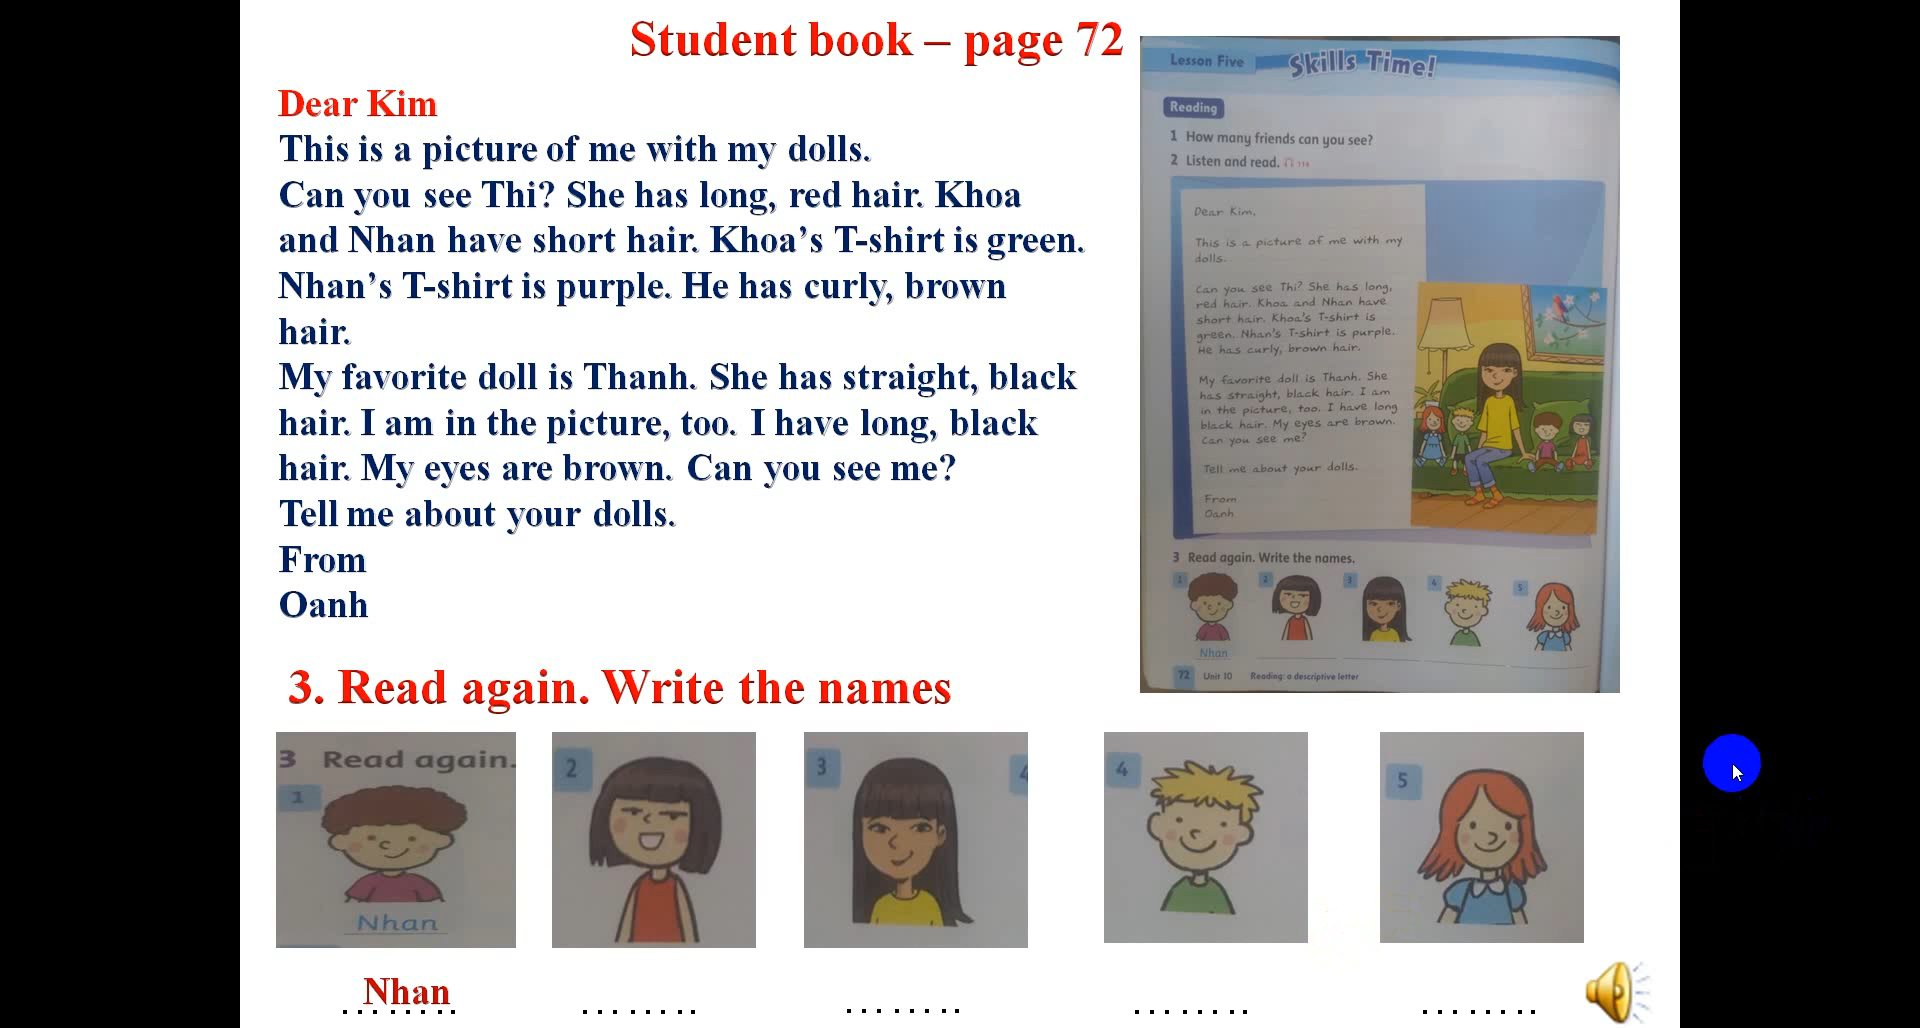 Student book – page 72
Dear Kim
This is a picture of me with my dolls.
Can you see Thi? She has long, red hair. Khoa
and Nhan have short hair. Khoa’s T-shirt is green.
Nhan’s T-shirt is purple. He has curly, brown
hair.
My favorite doll is Thanh. She has straight, black
hair. I am in the picture, too. I have long, black
hair. My eyes are brown. Can you see me?
Tell me about your dolls.
From
Oanh
Lesson Five
Skills Time!
Reading
1 How many friends can you see?
2 Listen and read. 114
Dear Kim,
This is a picture of me with my
dolls.
Can you see Thi? She has long,
red hair. Khoa and Nhan have
short hair. Khoa's T-shirt is
green. Nhan's T-shirt is purple.
He has curly, brown hair.
My favorite doll is Thanh. She
has straight, black hair. I am
in the picture, too. I have long
black hair. My eyes are brown.
Can you see me?
Tell me about your dolls.
From
Oanh
3 Read again. Write the names.
1 2 3 4 5
Nhan
72 Unit 10 Reading: a descriptive letter
3. Read again. Write the names
3 Read again.
1
Nhan
2
3
4
4
5
Nhan
........ ........ ........ ........ ........